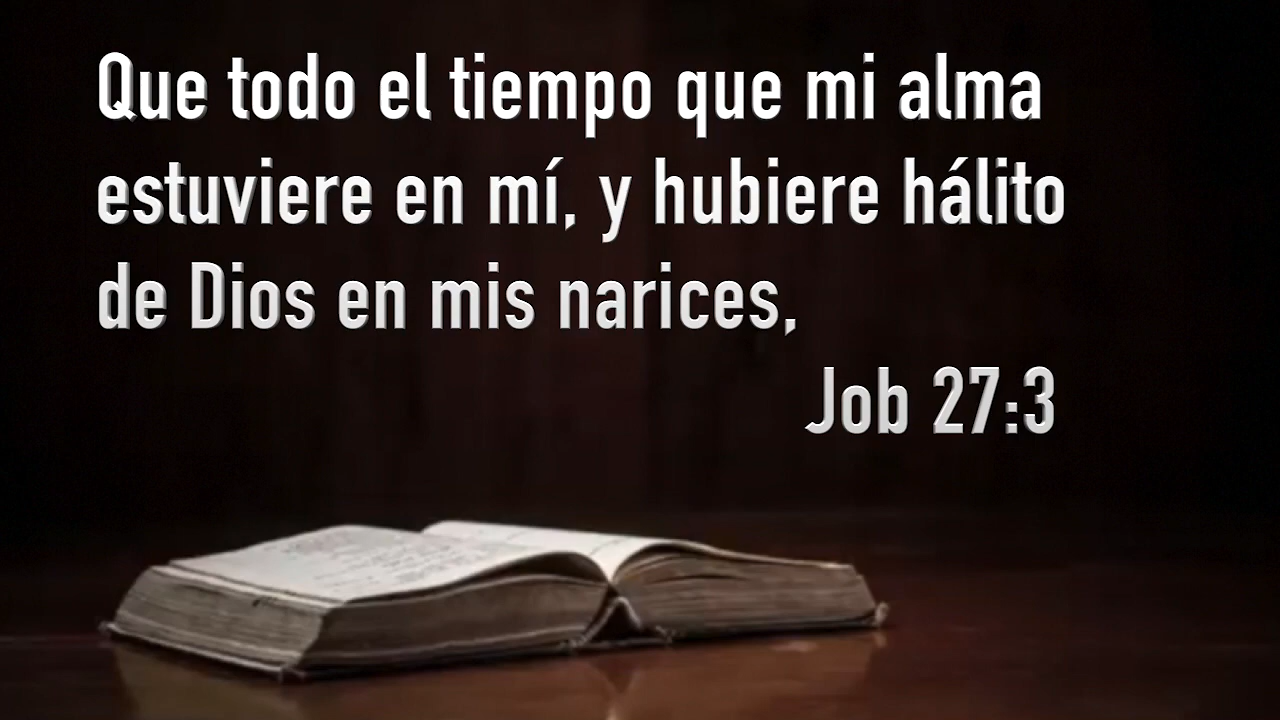 Que todo el tiempo que mi alma
estuviere en mí, y hubiere hálito
de Dios en mis narices,
Job 27:3